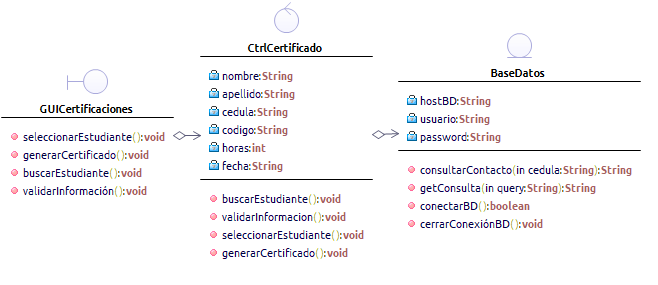 GUICertificaciones
seleccionarEstudiante():void
generarCertificado():void
buscarEstudiante():void
validarInformación():void
CtrlCertificado
nombre:String
apellido:String
cedula:String
codigo:String
horas:int
fecha:String
buscarEstudiante():void
validarInformacion():void
seleccionarEstudiante():void
generarCertificado():void
BaseDatos
hostBD:String
usuario:String
password:String
consultarContacto(in cedula:String):String
getConsulta(in query:String):String
conectarBD():boolean
cerrarConexiónBD():void